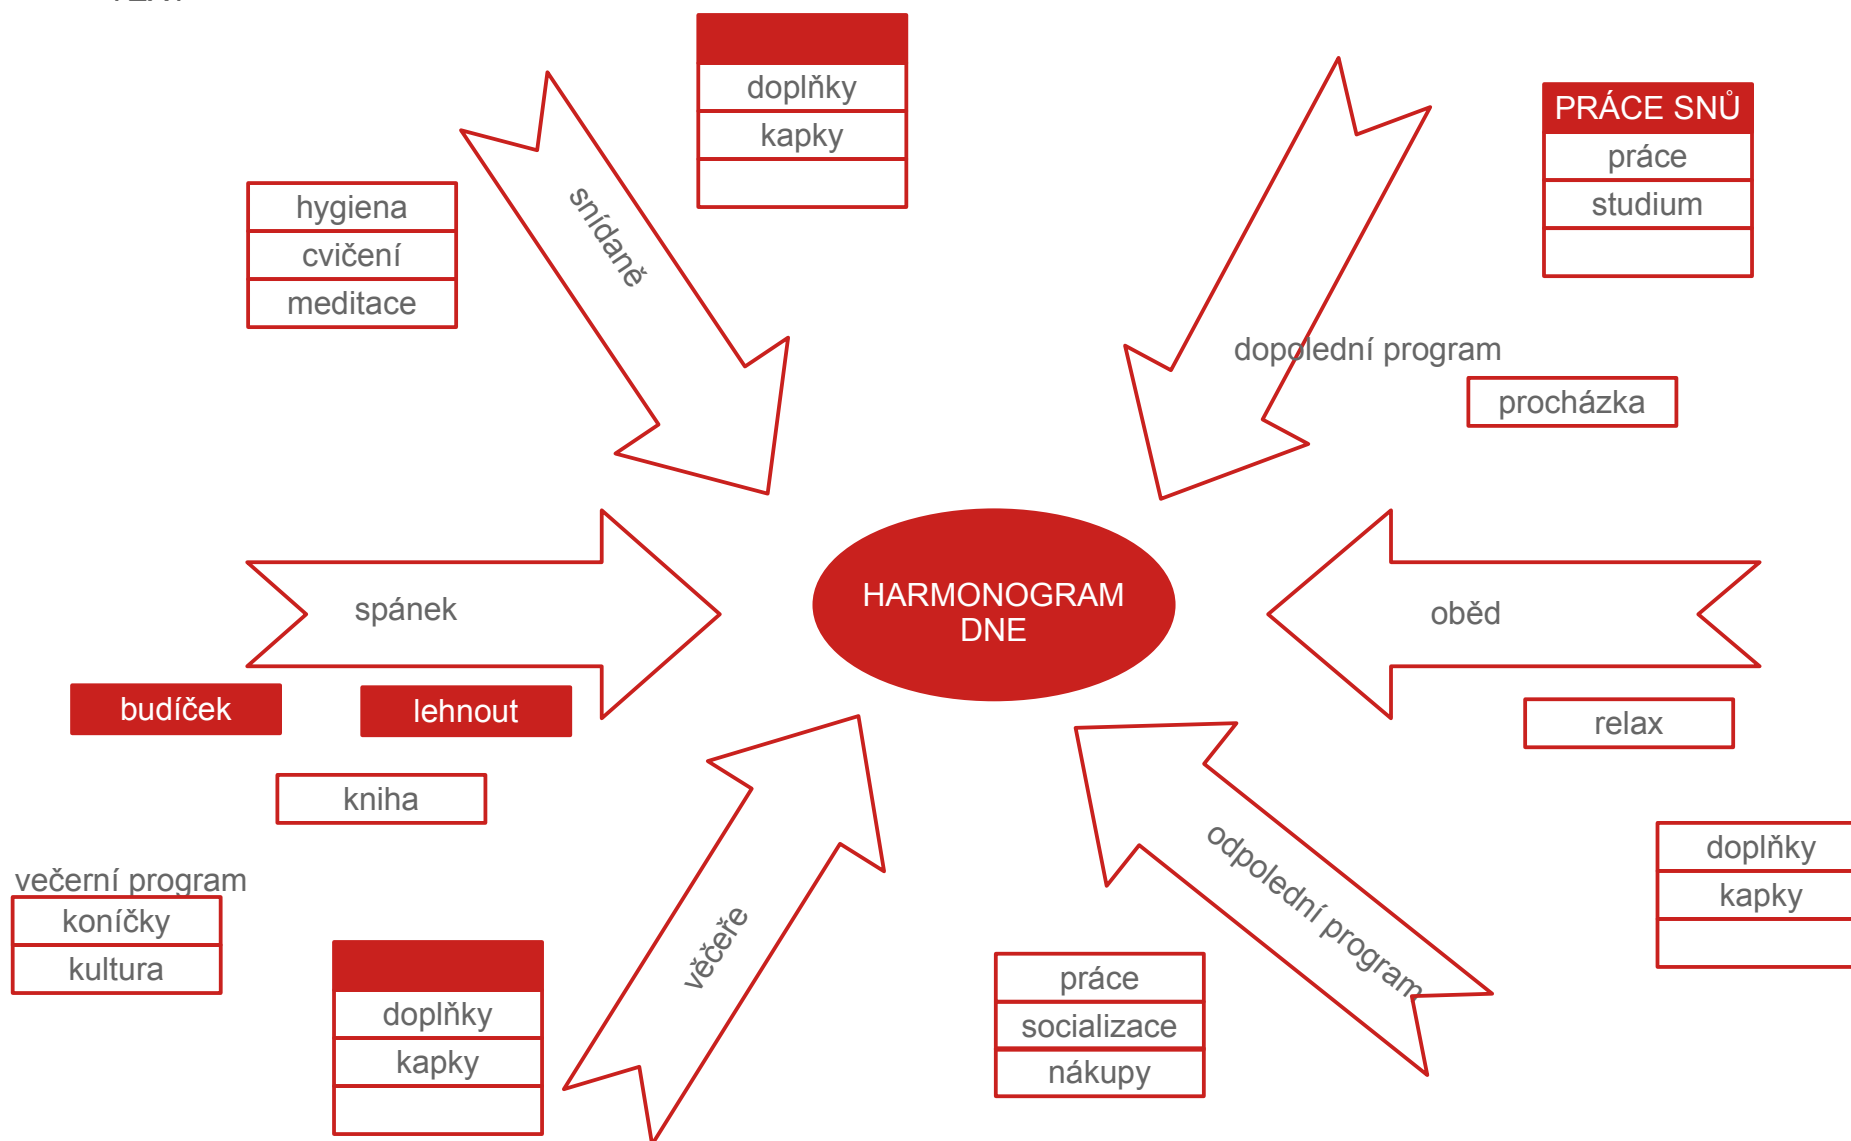 doplňky
kapky
PRÁCE SNŮ
práce
studium
hygiena
cvičení
meditace
snídaně
dopolední program
procházka
spánek
HARMONOGRAM
DNE
oběd
budíček
lehnout
relax
kniha
večerní program
koníčky
kultura
doplňky
kapky
věčeře
odpolední program
práce
socializace
nákupy
doplňky
kapky